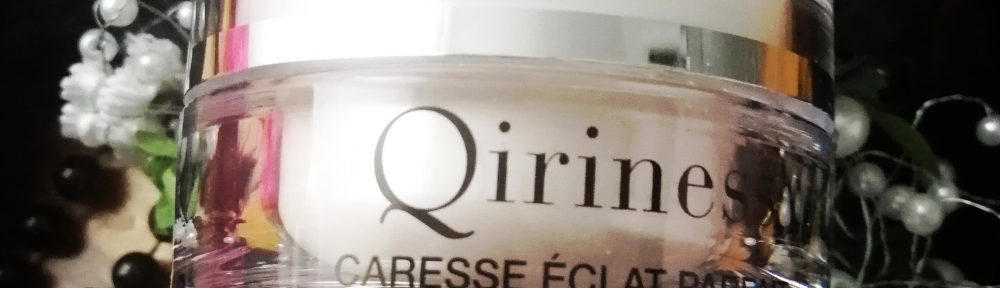 Qirines
CARESSE ÉCLAT